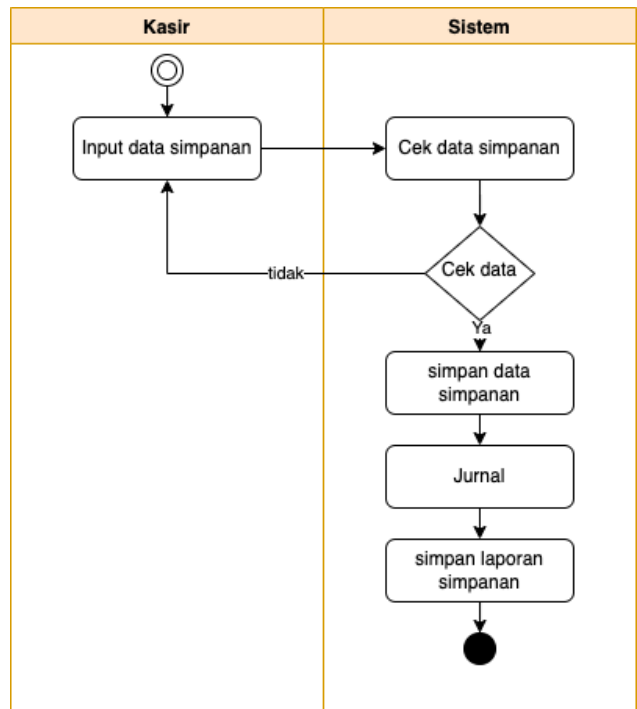 Kasir
Sistem
Input data simpanan
Cek data simpanan
Cek data
tidak
Ya
simpan data
simpanan
Jurnal
simpan laporan
simpanan